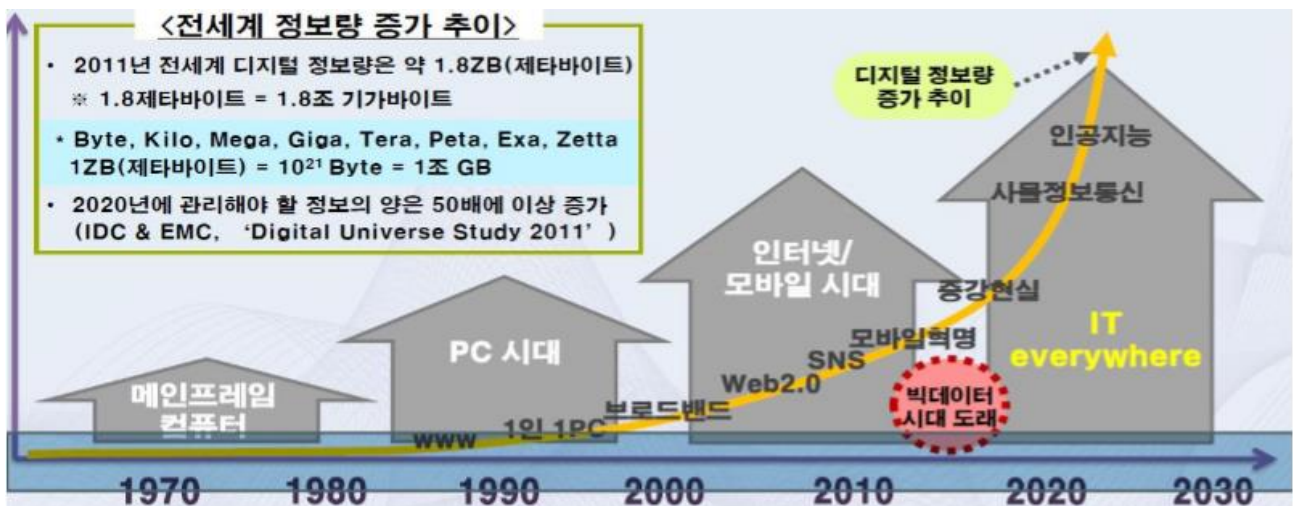 <전세계 정보량 증가 추이>
• 2011년 전세계 디지털 정보량은 약 1.8ZB(제타바이트)
※ 1.8제타바이트 = 1.8조 기가바이트
* Byte, Kilo, Mega, Giga, Tera, Peta, Exa, Zetta
1ZB(제타바이트) = 10²¹ Byte = 1조 GB
• 2020년에 관리해야 할 정보의 양은 50배에 이상 증가
(IDC & EMC, ‘Digital Universe Study 2011’)
디지털 정보량
증가 추이
인공지능
사물정보통신
인터넷/
모바일 시대
증강현실
IT
everywhere
PC 시대
모바일혁명
SNS
Web2.0
빅데이터
시대 도래
메인프레임
컴퓨터
브로드밴드
1인 1PC
www
1970
1980
1990
2000
2010
2020
2030